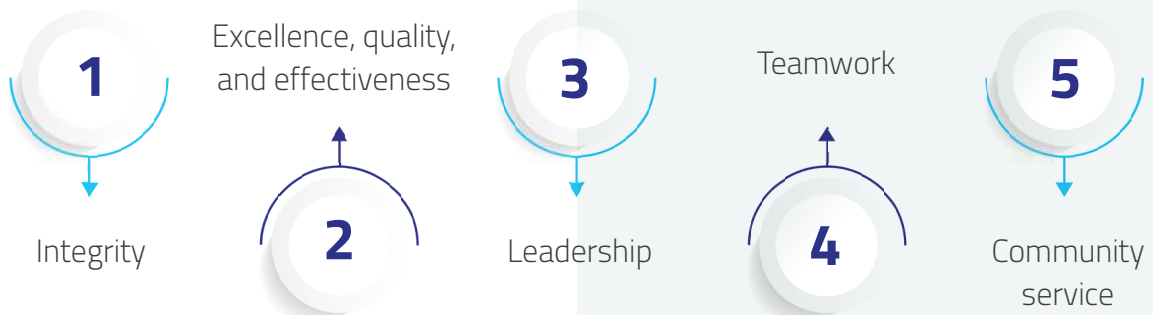 1
Integrity
Excellence, quality,
and effectiveness
2
3
Leadership
Teamwork
4
5
Community
service